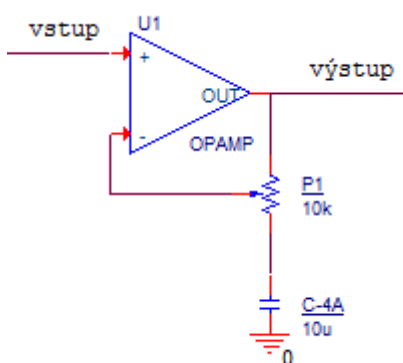 vstup
U1
+
OUT
výstup
-
OPAMP
P1
10k
C-4A
10u
0